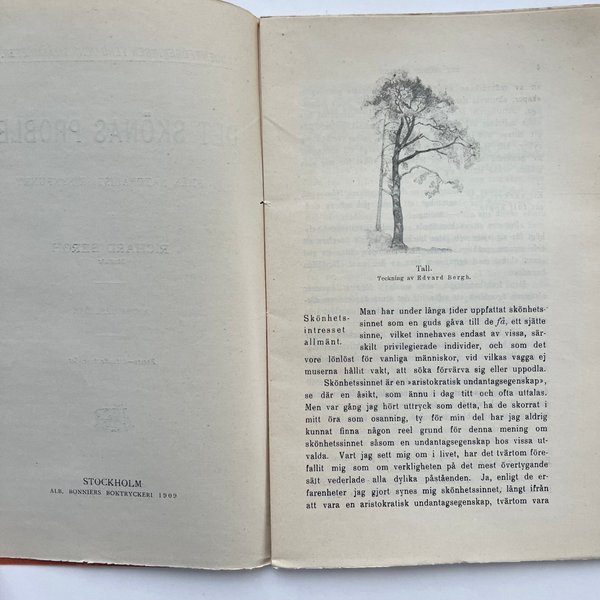 STOCKHOLM
ALB. BONNIERS BOKTRYCKERI 1909
Tall.
Teckning av Edvard Bergh.
Skönhets-
intresset
allmänt.
Man har under långa tider uppfattat skönhets-
sinnet som en guds gåva till de få, ett sjätte
sinne, vilket innehaves endast av vissa, sär-
skilt privilegierade individer, och som det
vore lönlöst för vanliga människor, vid vilkas vagga ej
muserna hållit vakt, att söka förvärva sig eller uppodla.
Skönhetssinnet är en »aristokratisk undantagsegenskap»,
se där en åsikt, som ännu i dag titt och ofta uttalas.
Men var gång jag hört uttryck som detta, ha de skorrat i
mitt öra som osanning, ty för min del har jag aldrig
kunnat finna någon reel grund för denna mening om
skönhetssinnet såsom en undantagsegenskap hos vissa ut-
valda. Vart jag sett mig om i livet, har det tvärtom före-
fallit mig som om verkligheten på det mest övertygande
sätt vederlade alla dylika påståenden. Ja, enligt de er-
farenheter jag gjort synes mig skönhetssinnet, långt ifrån
att vara en aristokratisk undantagsegenskap, tvärtom vara